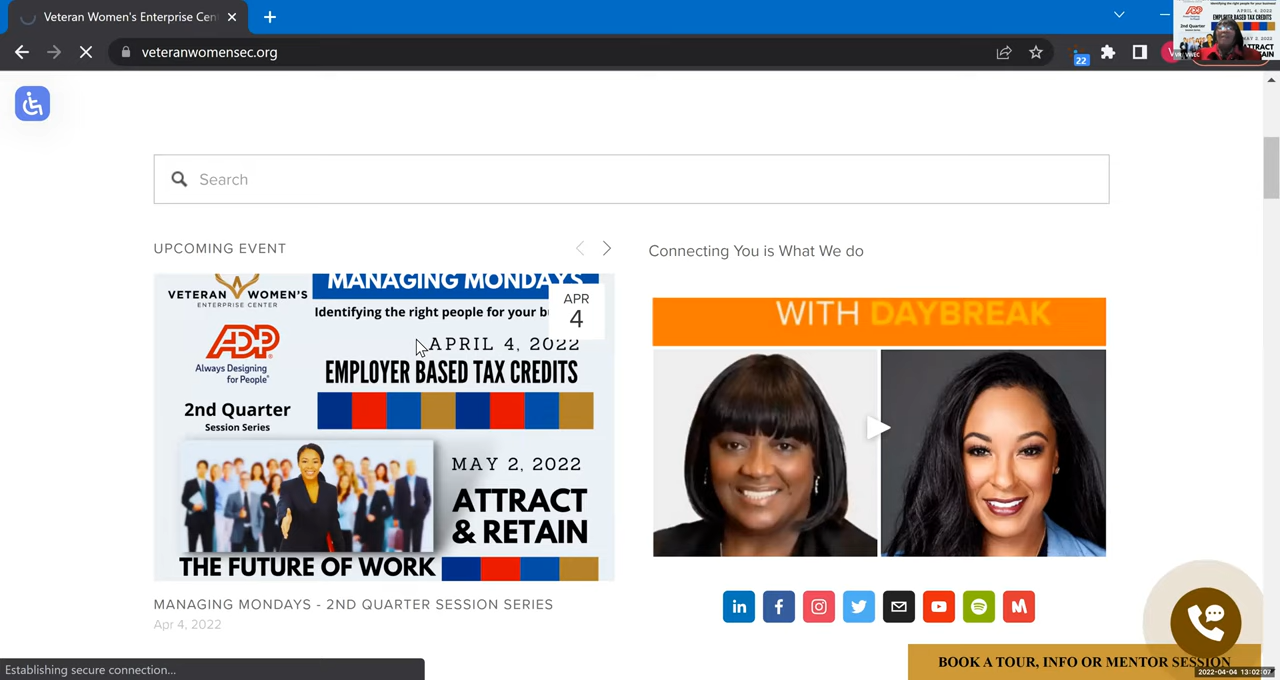 Veteran Women's Enterprise Cen
veteranwomensec.org
22
Search
UPCOMING EVENT
MANAGING MONDAYS
VETERAN WOMEN'S
ENTERPRISE CENTER
Identifying the right people for your b
APR
4
ADP
Always Designing
for People
APRIL 4, 2022
EMPLOYER BASED TAX CREDITS
2nd Quarter
Session Series
MAY 2, 2022
ATTRACT
& RETAIN
THE FUTURE OF WORK
MANAGING MONDAYS - 2ND QUARTER SESSION SERIES
Apr 4, 2022
Connecting You is What We do
WITH DAYBREAK
BOOK A TOUR, INFO OR MENTOR SESSION
Establishing secure connection...
2022-04-04 13:02:07